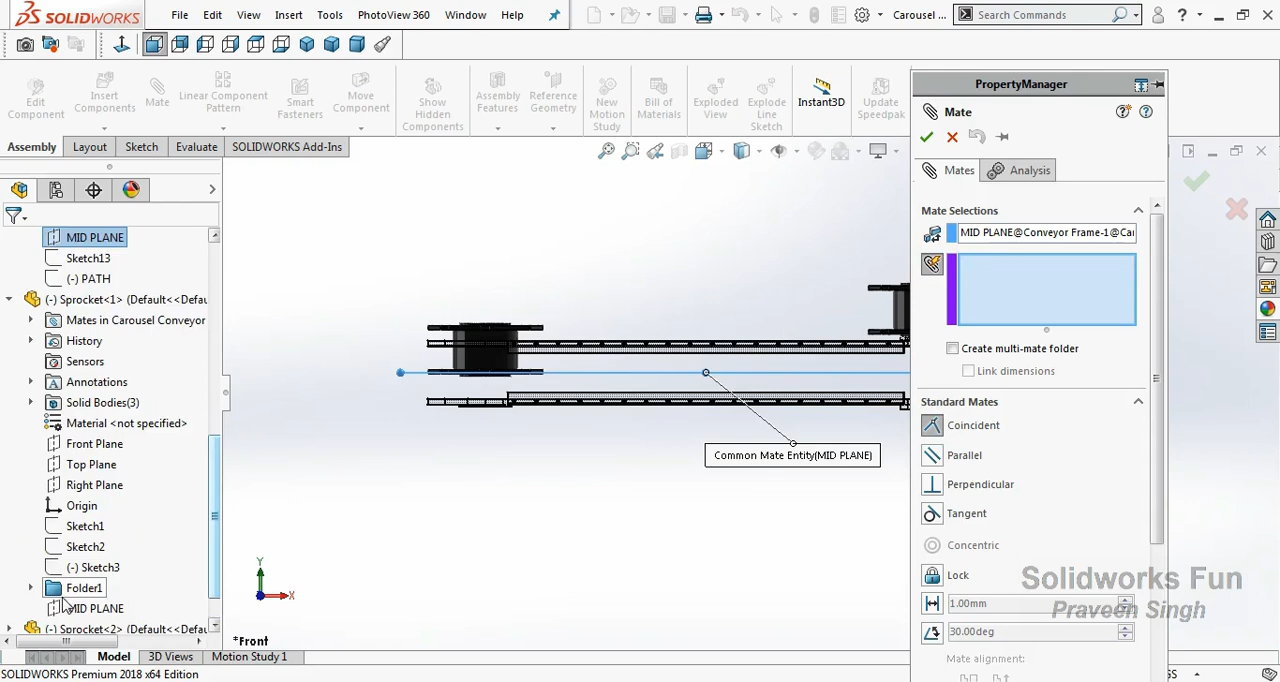 SOLIDWORKS File Edit View Insert Tools PhotoView 360 Window Help Carousel ... Search Commands
Edit Component
Insert Components
Mate
Linear Component Pattern
Smart Fasteners
Move Component
Show Hidden Components
Assembly Features
Reference Geometry
New Motion Study
Bill of Materials
Exploded View
Explode Line Sketch
Instant3D
Update Speedpak
Assembly Layout Sketch Evaluate SOLIDWORKS Add-Ins
MID PLANE
Sketch13
(-) PATH
(-) Sprocket<1> (Default<<Defau
Mates in Carousel Conveyor
History
Sensors
Annotations
Solid Bodies(3)
Material <not specified>
Front Plane
Top Plane
Right Plane
Origin
Sketch1
Sketch2
(-) Sketch3
Folder1
MID PLANE
(-) Sprocket<2> (Default<<Defau
Common Mate Entity(MID PLANE)
Y
X
*Front
PropertyManager
Mate
Mates Analysis
Mate Selections
MID PLANE@Conveyor Frame-1@Car
Create multi-mate folder
Link dimensions
Standard Mates
Coincident
Parallel
Perpendicular
Tangent
Concentric
Lock
1.00mm
30.00deg
Mate alignment:
Solidworks Fun
Praveen Singh
Model 3D Views Motion Study 1
SOLIDWORKS Premium 2018 x64 Edition